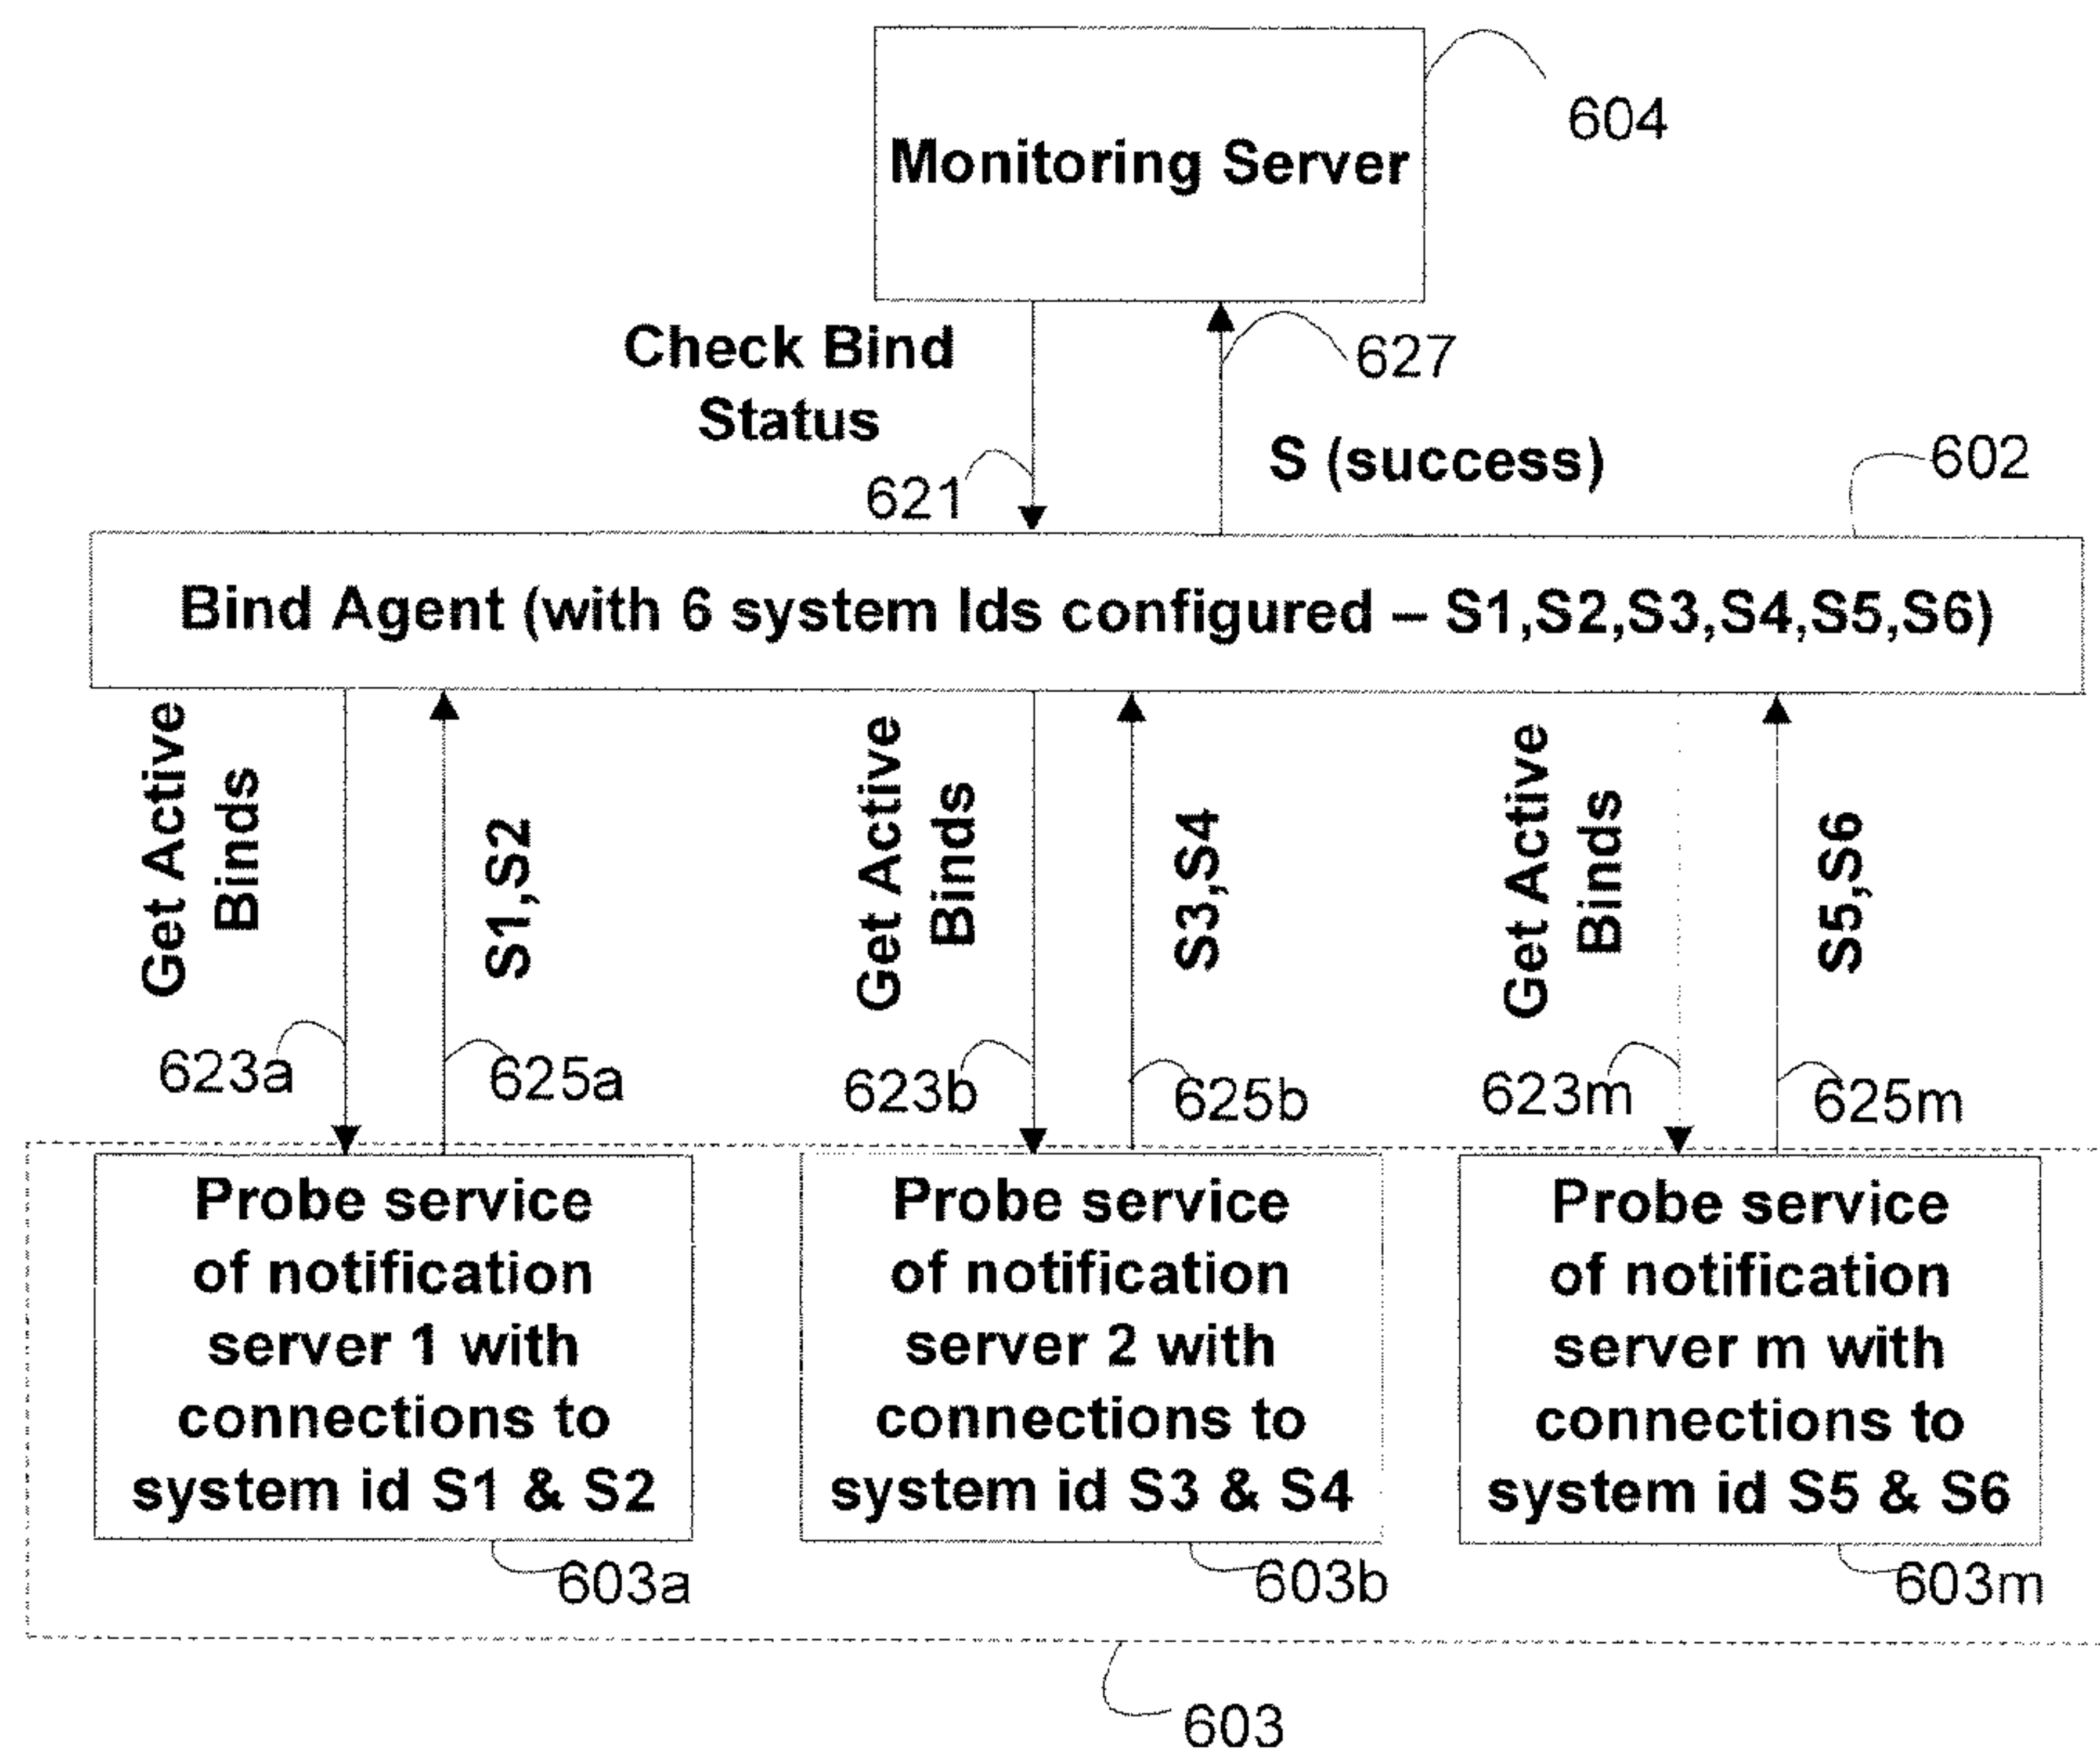 Monitoring Server
604
Check Bind
Status
627
621
S (success)
602
Bind Agent (with 6 system Ids configured – S1,S2,S3,S4,S5,S6)
Get Active
Binds
S1,S2
Get Active
Binds
S3,S4
Get Active
Binds
S5,S6
623a
625a
623b
625b
623m
625m
Probe service
of notification
server 1 with
connections to
system id S1 & S2
Probe service
of notification
server 2 with
connections to
system id S3 & S4
Probe service
of notification
server m with
connections to
system id S5 & S6
603a
603b
603m
603